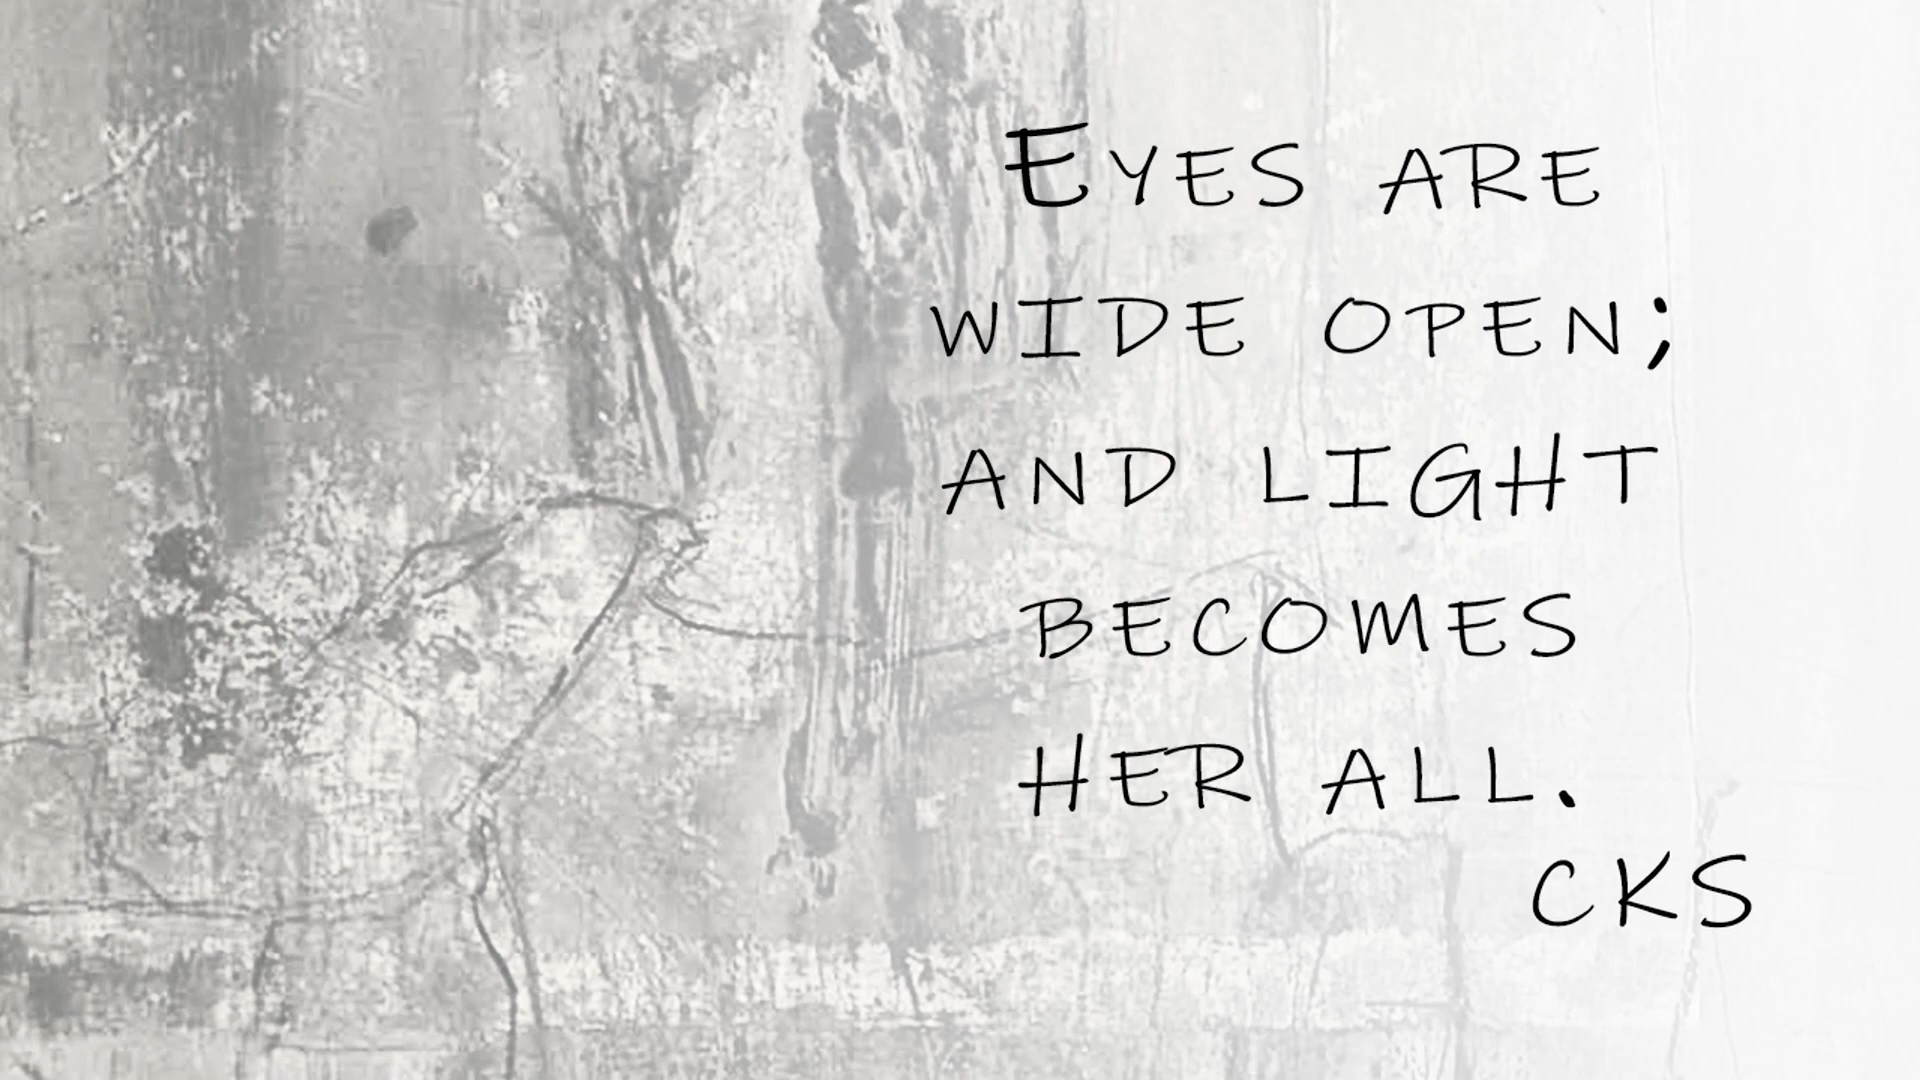 EYES ARE
WIDE OPEN;
AND LIGHT
BECOMES
HER ALL.
CKS